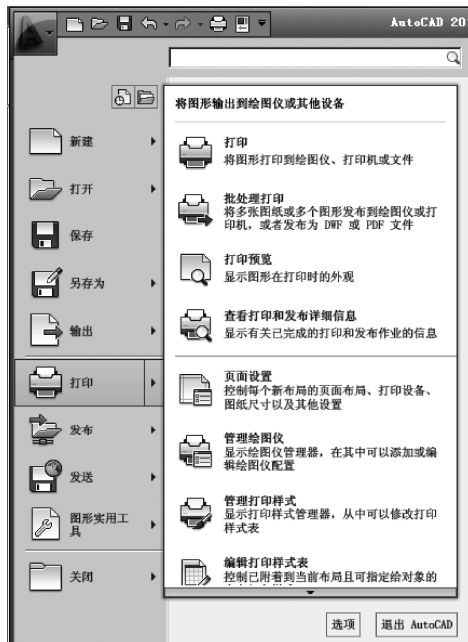 AutoCAD 20
将图形输出到绘图仪或其他设备
新建
打开
保存
另存为
输出
打印
发布
发送
图形实用工
具
关闭
打印
将图形打印到绘图仪、打印机或文件
批处理打印
将多张图纸或多个图形发布到绘图仪或打
印机，或者发布为 DWF 或 PDF 文件
打印预览
显示图形在打印时的外观
查看打印和发布详细信息
显示有关已完成的打印和发布作业的信息
页面设置
控制每个新布局的页面布局、打印设备、
图纸尺寸以及其他设置
管理绘图仪
显示绘图仪管理器，在其中可以添加或编
辑绘图仪配置
管理打印样式
显示打印样式管理器，从中可以修改打印
样式表
编辑打印样式表
控制已附着到当前布局且可指定给对象的
选项
退出 AutoCAD